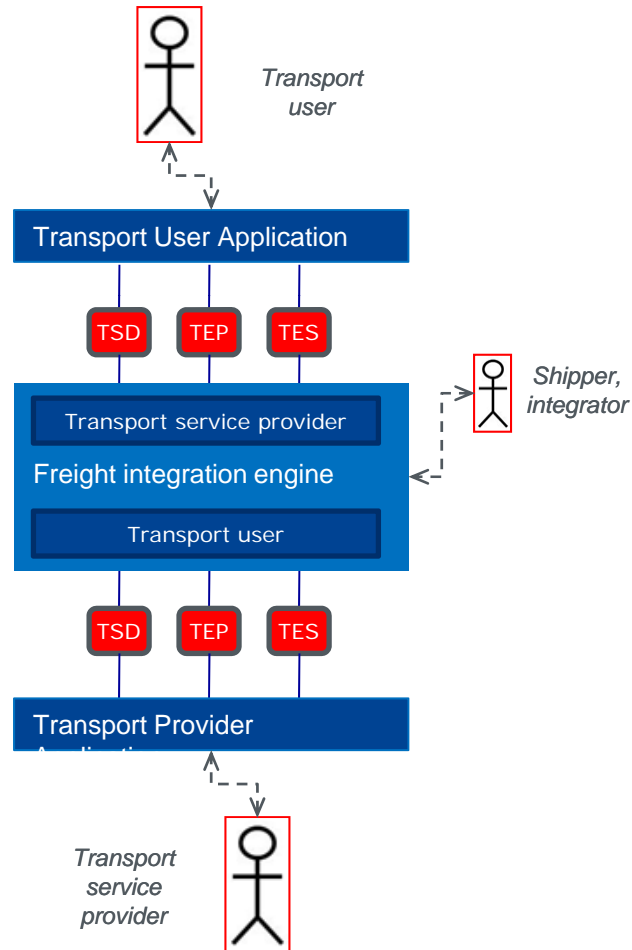 Transport
user
Transport User Application
TSD TEP TES
Shipper,
integrator
Transport service provider
Freight integration engine
Transport user
TSD TEP TES
Transport Provider
Transport
service
provider